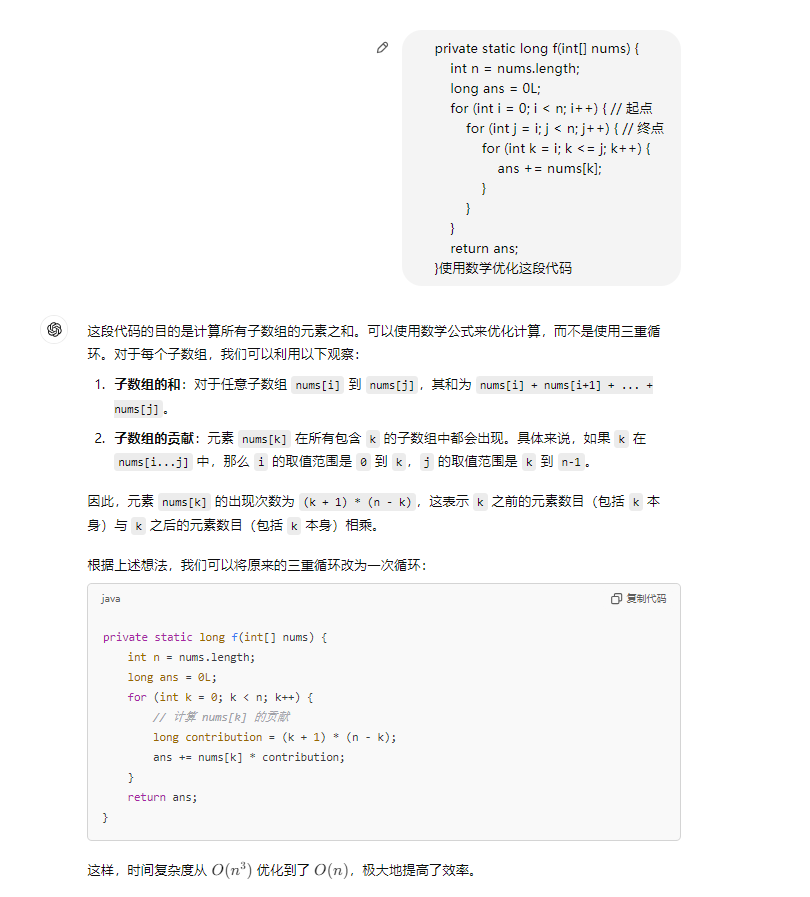 private static long f(int[] nums) {
int n = nums.length;
long ans = 0L;
for (int i = 0; i < n; i++) { // 起点
for (int j = i; j < n; j++) { // 终点
for (int k = i; k <= j; k++) {
ans += nums[k];
}
}
}
return ans;
}使用数学优化这段代码
这段代码的目的是计算所有子数组的元素之和。可以使用数学公式来优化计算，而不是使用三重循
环。对于每个子数组，我们可以利用以下观察：
1. 子数组的和：对于任意子数组 nums[i] 到 nums[j] ，其和为 nums[i] + nums[i+1] + ... +
nums[j] 。
2. 子数组的贡献：元素 nums[k] 在所有包含 k 的子数组中都会出现。具体来说，如果 k 在
nums[i...j] 中，那么 i 的取值范围是 0 到 k ， j 的取值范围是 k 到 n-1 。
因此，元素 nums[k] 的出现次数为 (k + 1) * (n - k) ，这表示 k 之前的元素数目（包括 k 本
身）与 k 之后的元素数目（包括 k 本身）相乘。
根据上述想法，我们可以将原来的三重循环改为一次循环：
java 复制代码
private static long f(int[] nums) {
int n = nums.length;
long ans = 0L;
for (int k = 0; k < n; k++) {
// 计算 nums[k] 的贡献
long contribution = (k + 1) * (n - k);
ans += nums[k] * contribution;
}
return ans;
}
这样，时间复杂度从 O(n³) 优化到了 O(n)，极大地提高了效率。